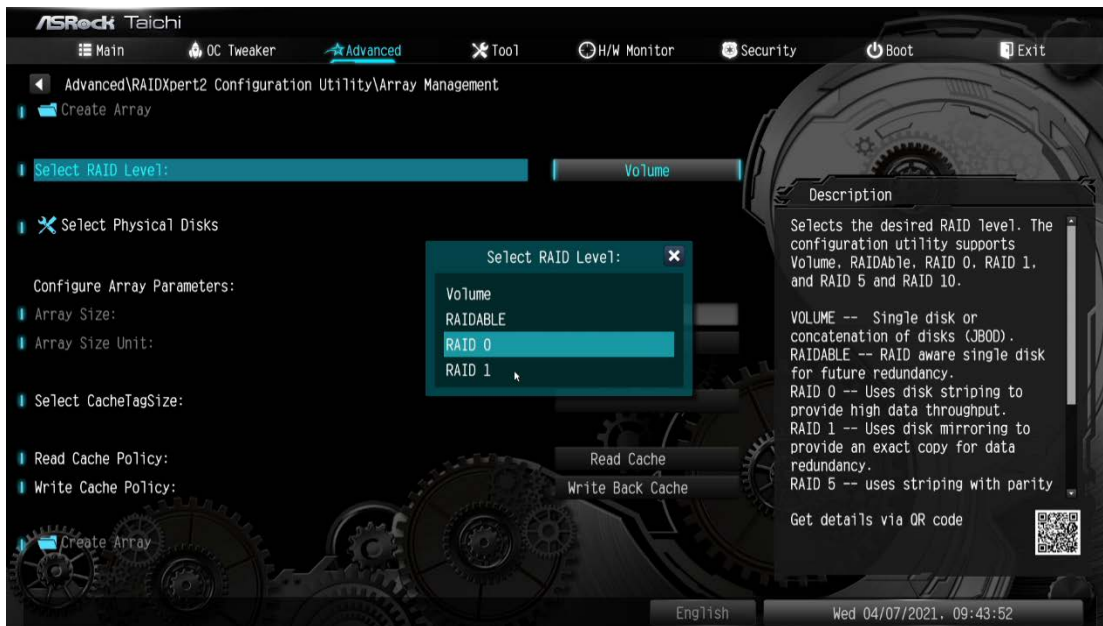 ASRock Taichi
Main OC Tweaker Advanced Tool H/W Monitor Security Boot Exit
Advanced\RAIDXpert2 Configuration Utility\Array Management
Create Array
Select RAID Level: Volume
Select Physical Disks
Configure Array Parameters:
Array Size:
Array Size Unit:
Select CacheTagSize:
Read Cache Policy: Read Cache
Write Cache Policy: Write Back Cache
Create Array
Select RAID Level:
Volume
RAIDABLE
RAID 0
RAID 1
Description
Selects the desired RAID level. The
configuration utility supports
Volume, RAIDAble, RAID 0, RAID 1,
and RAID 5 and RAID 10.
VOLUME -- Single disk or
concatenation of disks (JBOD).
RAIDABLE -- RAID aware single disk
for future redundancy.
RAID 0 -- Uses disk striping to
provide high data throughput.
RAID 1 -- Uses disk mirroring to
provide an exact copy for data
redundancy.
RAID 5 -- uses striping with parity
Get details via QR code
English
Wed 04/07/2021, 09:43:52